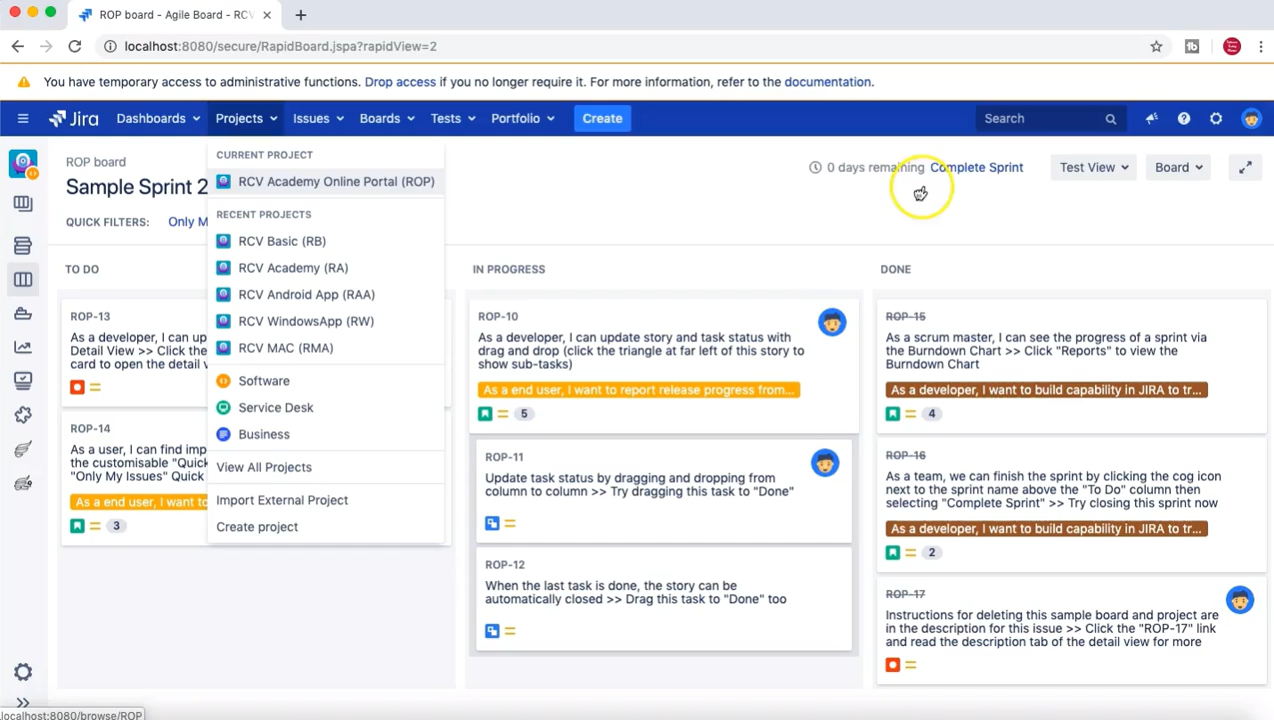 ROP board - Agile Board - RCV
localhost:8080/secure/RapidBoard.jspa?rapidView=2
You have temporary access to administrative functions. Drop access if you no longer require it. For more information, refer to the documentation.
Jira
Dashboards
Projects
Issues
Boards
Tests
Portfolio
Create
Search
ROP board
Sample Sprint 2
QUICK FILTERS:
Only M
0 days remaining
Complete Sprint
Test View
Board
CURRENT PROJECT
RCV Academy Online Portal (ROP)
RECENT PROJECTS
RCV Basic (RB)
RCV Academy (RA)
RCV Android App (RAA)
RCV WindowsApp (RW)
RCV MAC (RMA)
Software
Service Desk
Business
View All Projects
Import External Project
Create project
TO DO
ROP-13
As a developer, I can up
Detail View >> Click the
card to open the detail v
ROP-14
As a user, I can find imp
the customisable "Quick
"Only My Issues" Quick
As a end user, I want to
3
IN PROGRESS
ROP-10
As a developer, I can update story and task status with
drag and drop (click the triangle at far left of this story to
show sub-tasks)
As a end user, I want to report release progress from...
5
ROP-11
Update task status by dragging and dropping from
column to column >> Try dragging this task to "Done"
ROP-12
When the last task is done, the story can be
automatically closed >> Drag this task to "Done" too
DONE
ROP-15
As a scrum master, I can see the progress of a sprint via
the Burndown Chart >> Click "Reports" to view the
Burndown Chart
As a developer, I want to build capability in JIRA to tr...
4
ROP-16
As a team, we can finish the sprint by clicking the cog icon
next to the sprint name above the "To Do" column then
selecting "Complete Sprint" >> Try closing this sprint now
As a developer, I want to build capability in JIRA to tr...
2
ROP-17
Instructions for deleting this sample board and project are
in the description for this issue >> Click the "ROP-17" link
and read the description tab of the detail view for more
localhost:8080/browse/ROP